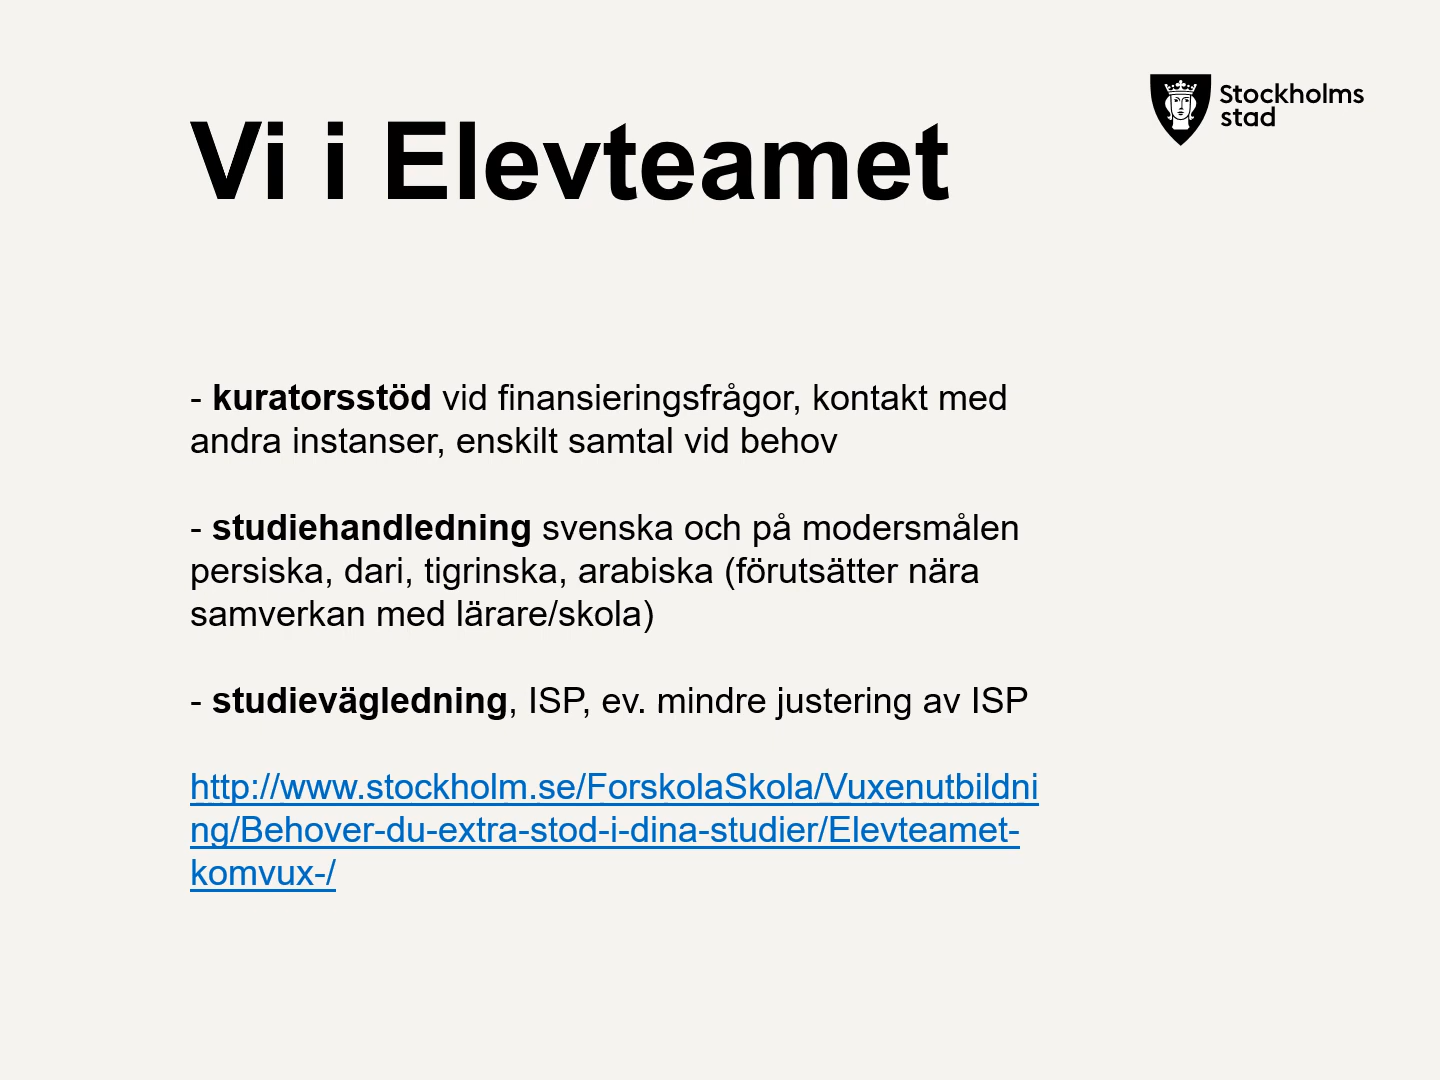 Stockholms
stad
Vi i Elevteamet
- kuratorsstöd vid finansieringsfrågor, kontakt med
andra instanser, enskilt samtal vid behov
- studiehandledning svenska och på modersmålen
persiska, dari, tigrinska, arabiska (förutsätter nära
samverkan med lärare/skola)
- studievägledning, ISP, ev. mindre justering av ISP
http://www.stockholm.se/ForskolaSkola/Vuxenutbildni
ng/Behover-du-extra-stod-i-dina-studier/Elevteamet-
komvux-/